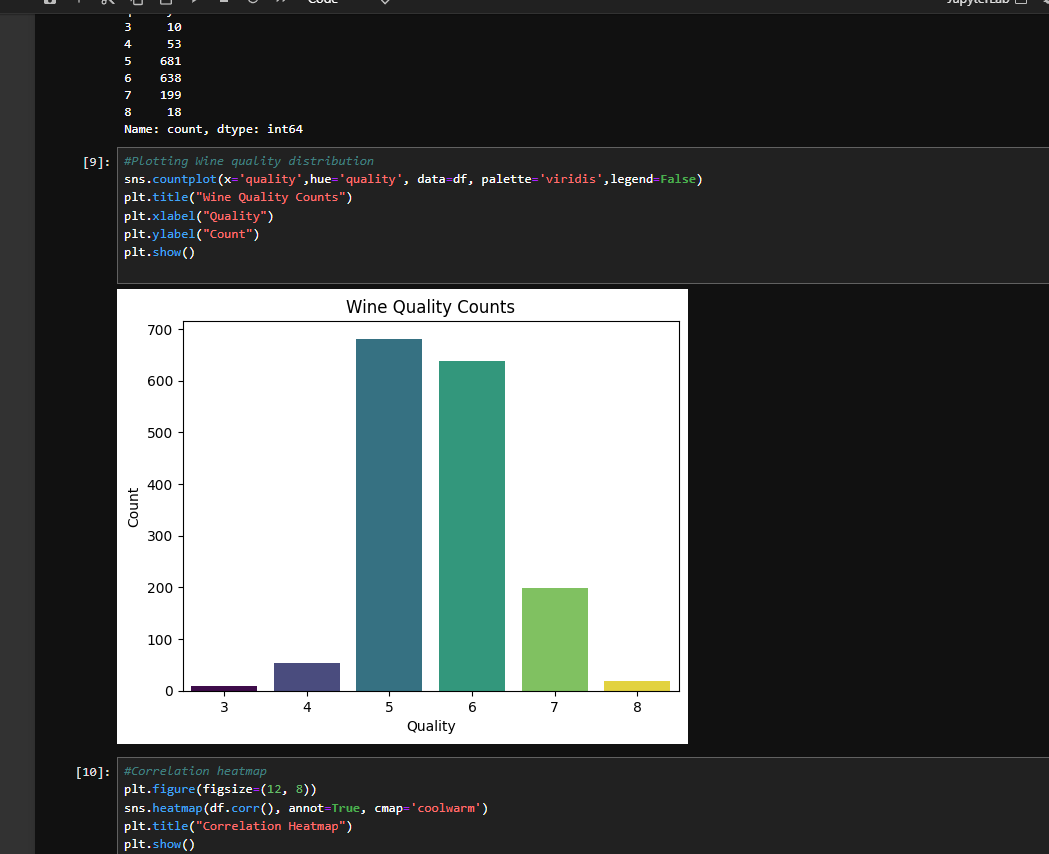 Code
JupyterLab
3 10
4 53
5 681
6 638
7 199
8 18
Name: count, dtype: int64
[9]:
#Plotting Wine quality distribution
sns.countplot(x='quality',hue='quality', data=df, palette='viridis',legend=False)
plt.title("Wine Quality Counts")
plt.xlabel("Quality")
plt.ylabel("Count")
plt.show()
Wine Quality Counts
700
600
500
400
300
200
100
0
Count
3 4 5 6 7 8
Quality
[10]:
#Correlation heatmap
plt.figure(figsize=(12, 8))
sns.heatmap(df.corr(), annot=True, cmap='coolwarm')
plt.title("Correlation Heatmap")
plt.show()